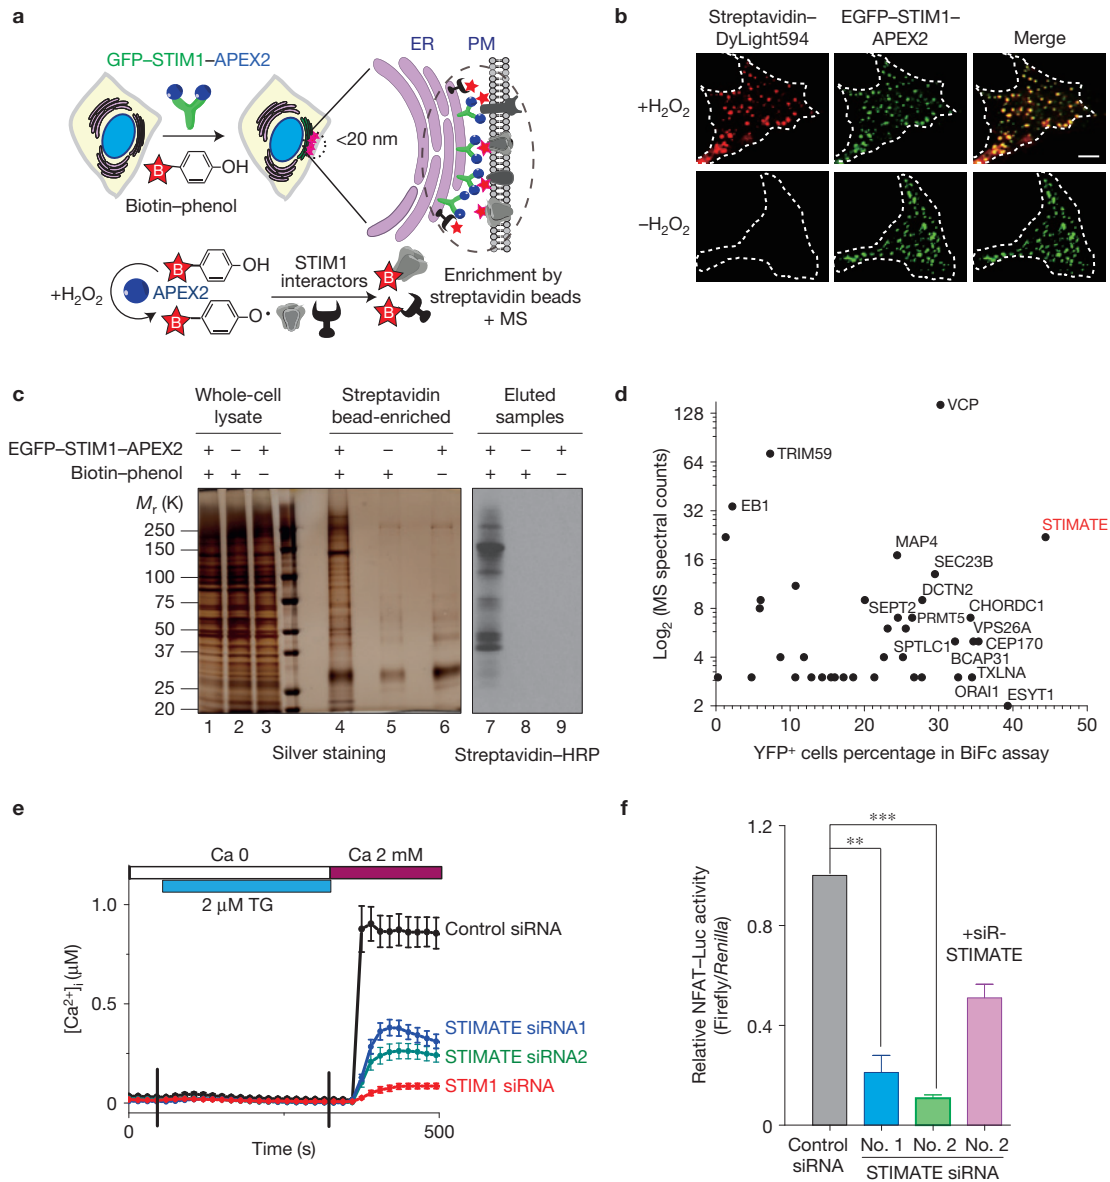 a
GFP–STIM1–APEX2
ER
PM
<20 nm
B
OH
Biotin–phenol
B
OH
+H2O2
APEX2
B
O•
STIM1
interactors
B
B
Enrichment by
streptavidin beads
+ MS
b
Streptavidin–
DyLight594
EGFP–STIM1–
APEX2
Merge
+H2O2
–H2O2
c
Whole-cell
lysate
Streptavidin
bead-enriched
Eluted
samples
EGFP–STIM1–APEX2 + – + + – + + – +
Biotin–phenol + + – + + – + + –
Mr (K)
250
150
100
75
50
37
25
20
1 2 3 4 5 6 7 8 9
Silver staining
Streptavidin–HRP
d
Log2 (MS spectral counts)
128
64
32
16
8
4
2
VCP
TRIM59
EB1
STIMATE
MAP4
SEC23B
DCTN2
SEPT2
PRMT5
CHORDC1
VPS26A
SPTLC1
CEP170
BCAP31
TXLNA
ORAI1
ESYT1
0 10 20 30 40 50
YFP+ cells percentage in BiFc assay
e
Ca 0
Ca 2 mM
2 µM TG
[Ca2+]i (µM)
1.0
0.5
0
Control siRNA
STIMATE siRNA1
STIMATE siRNA2
STIM1 siRNA
0
500
Time (s)
f
Relative NFAT–Luc activity
(Firefly/Renilla)
1.2
0.8
0.4
0
***
**
+siR-
STIMATE
Control
siRNA
No. 1 No. 2 No. 2
STIMATE siRNA